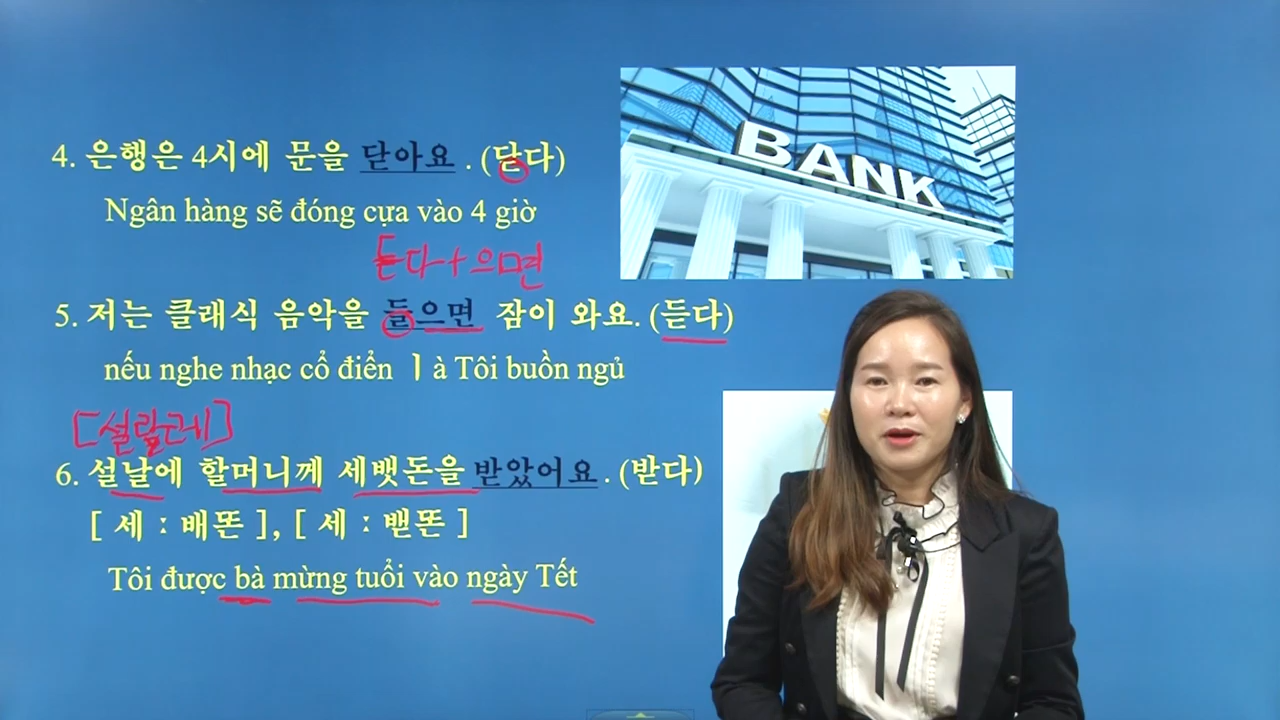 4. 은행은 4시에 문을 닫아요 . (닫다)
Ngân hàng sẽ đóng cựa vào 4 giờ
듣다+으면
5. 저는 클래식 음악을 들으면 잠이 와요. (듣다)
nếu nghe nhạc cổ điển ㅣà Tôi buồn ngủ
[설랄레]
6. 설날에 할머니께 세뱃돈을 받았어요 . (받다)
[ 세 : 배똔 ], [ 세 : 밷똔 ]
Tôi được bà mừng tuổi vào ngày Tết
BANK